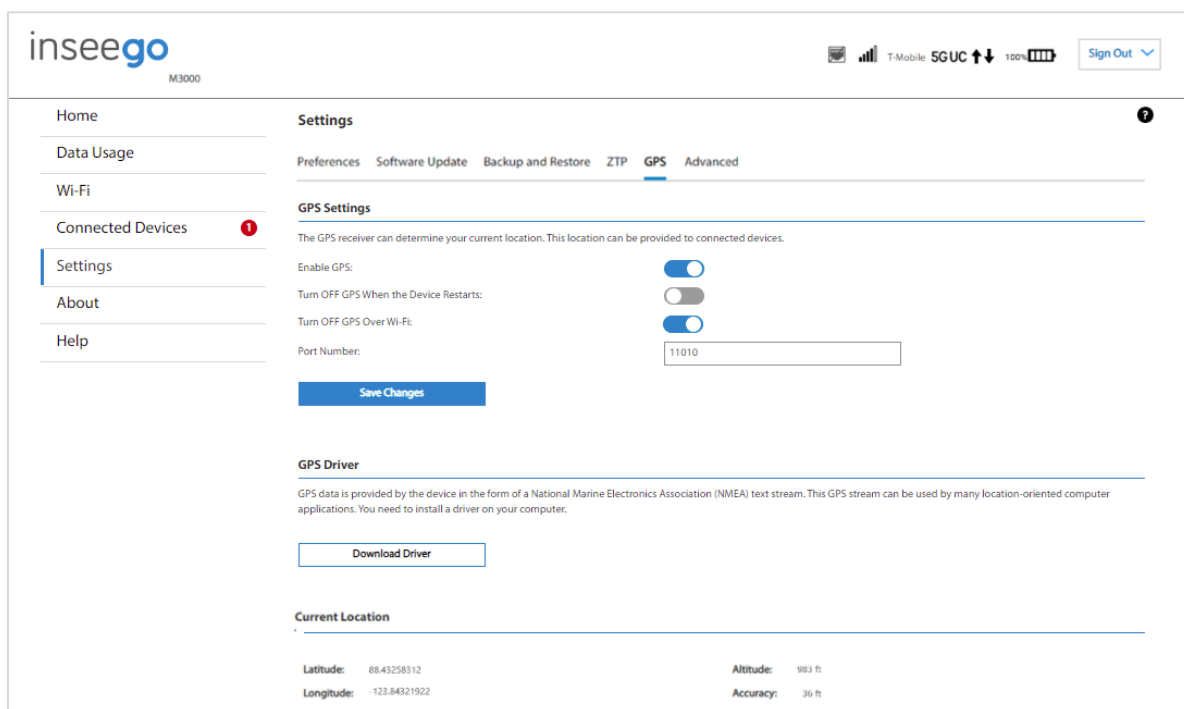 inseego
M3000
T-Mobile 5G UC 100%
Sign Out
Home
Data Usage
Wi-Fi
Connected Devices 1
Settings
About
Help
Settings
?
Preferences Software Update Backup and Restore ZTP GPS Advanced
GPS Settings
The GPS receiver can determine your current location. This location can be provided to connected devices.
Enable GPS:
Turn OFF GPS When the Device Restarts:
Turn OFF GPS Over Wi-Fi:
Port Number: 11010
Save Changes
GPS Driver
GPS data is provided by the device in the form of a National Marine Electronics Association (NMEA) text stream. This GPS stream can be used by many location-oriented computer
applications. You need to install a driver on your computer.
Download Driver
Current Location
Latitude: 88.43258312 Altitude: 983 ft
Longitude: -123.84321922 Accuracy: 36 ft